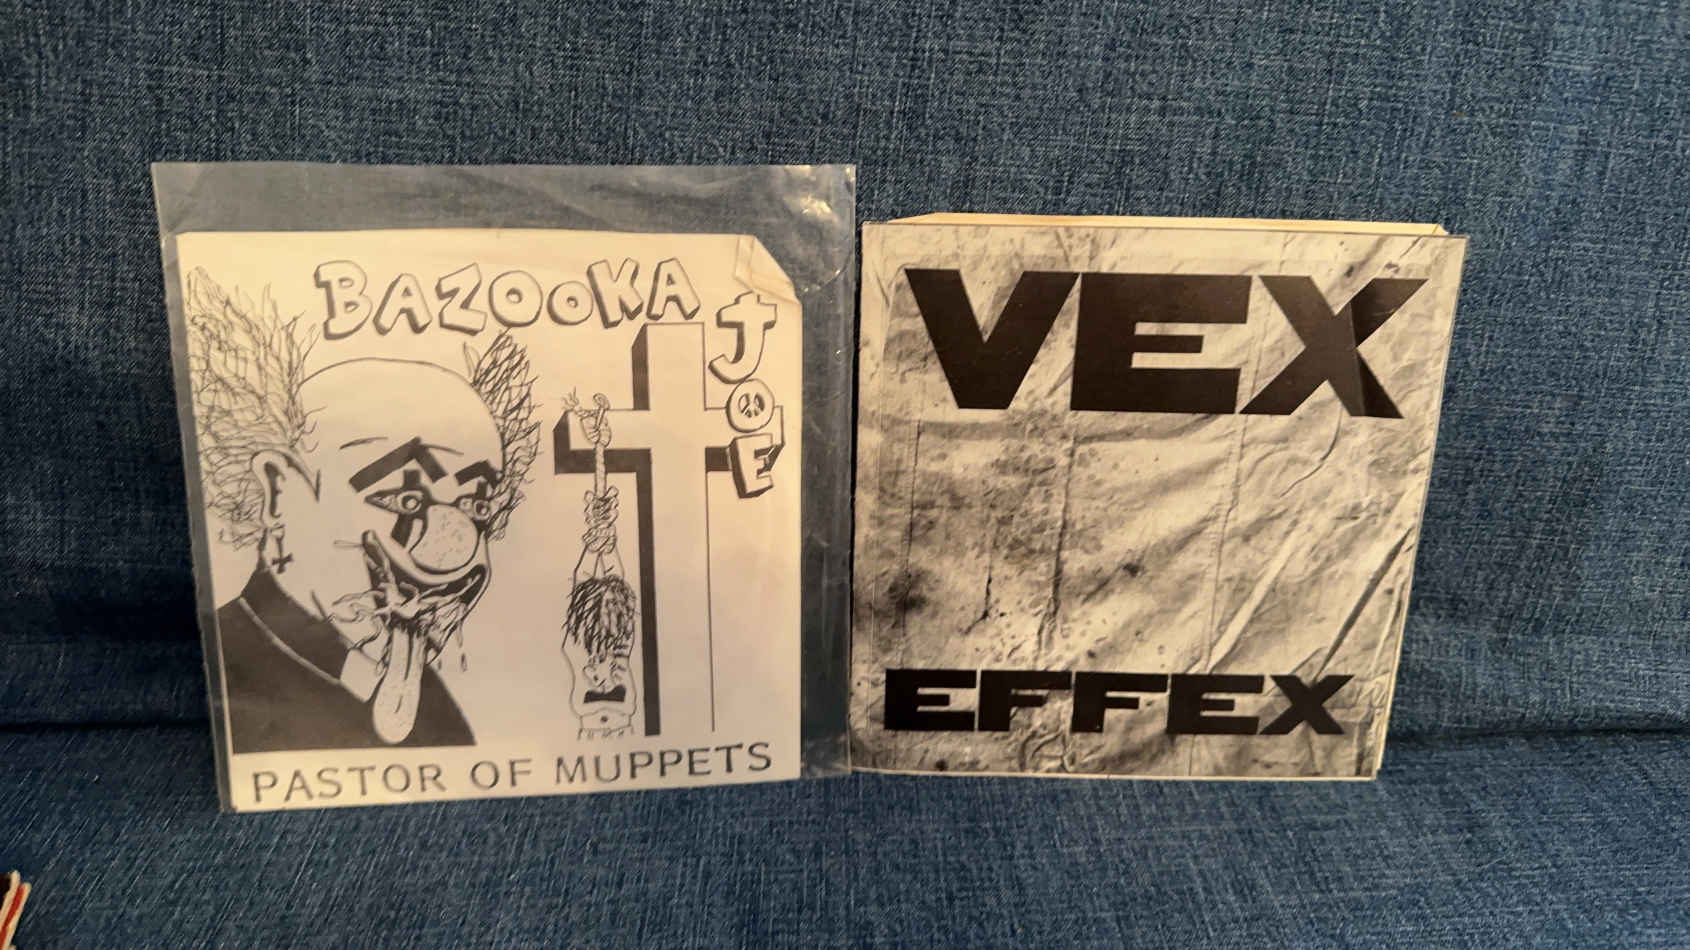 BAZOOKA
JOE
PASTOR OF MUPPETS
VEX
EFFEX